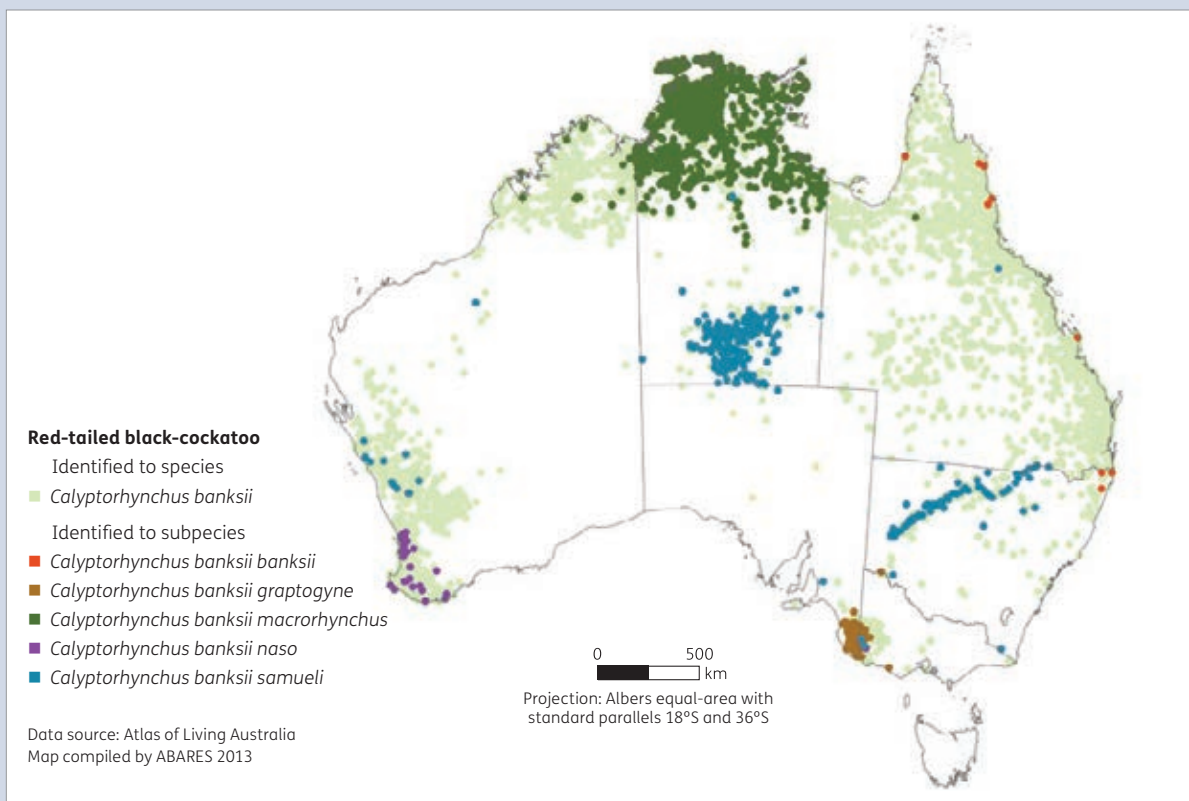 Red-tailed black-cockatoo
Identified to species
Calyptorhynchus banksii
Identified to subpecies
Calyptorhynchus banksii banksii
Calyptorhynchus banksii graptogyne
Calyptorhynchus banksii macrorhynchus
Calyptorhynchus banksii naso
Calyptorhynchus banksii samueli
Data source: Atlas of Living Australia
Map compiled by ABARES 2013
0 500
km
Projection: Albers equal-area with
standard parallels 18°S and 36°S